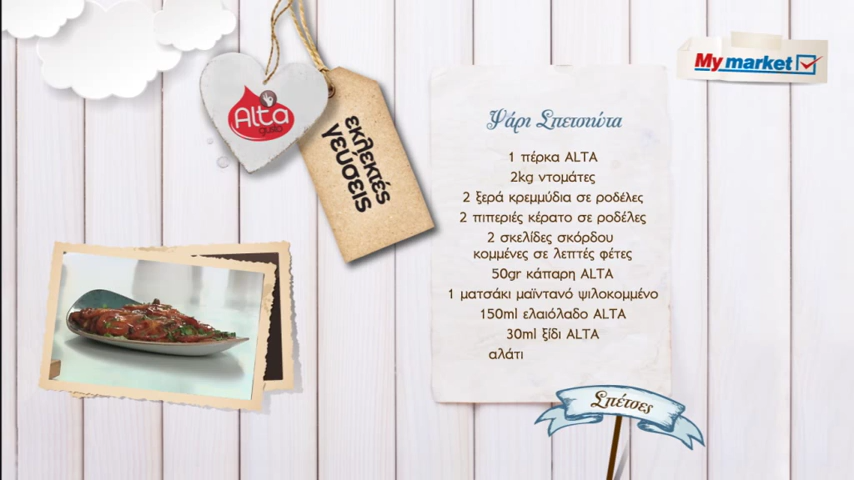 Alta
gusto
εκλεκτές
γεύσεις
My market
Ψάρι Σπετσιώτα
1 πέρκα ALTA
2kg ντομάτες
2 ξερά κρεμμύδια σε ροδέλες
2 πιπεριές κέρατο σε ροδέλες
2 σκελίδες σκόρδου
κομμένες σε λεπτές φέτες
50gr κάπαρη ALTA
1 ματσάκι μαϊντανό ψιλοκομμένο
150ml ελαιόλαδο ALTA
30ml ξίδι ALTA
αλάτι
Σπέτσες